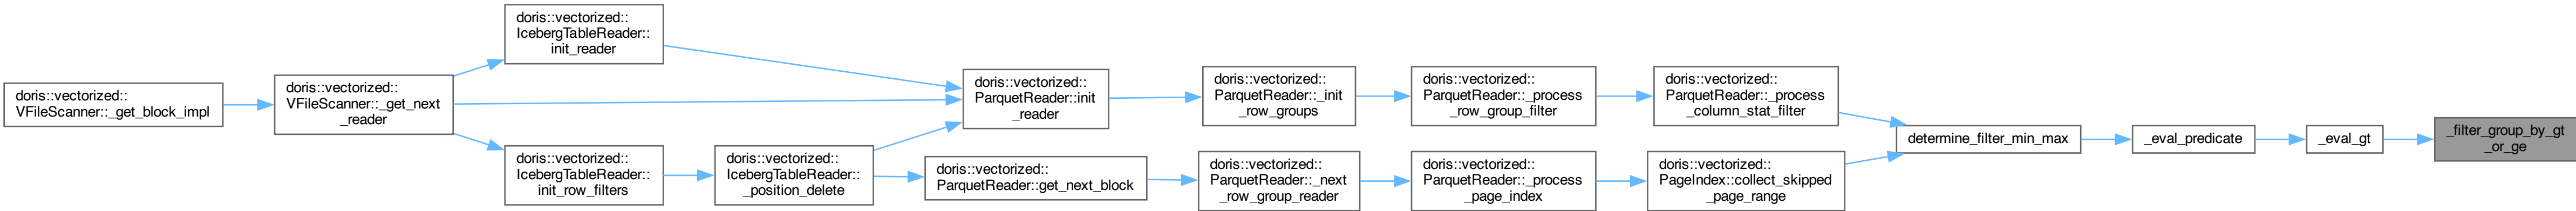 doris::vectorized::
VFileScanner::_get_block_impl
doris::vectorized::
VFileScanner::_get_next
_reader
doris::vectorized::
IcebergTableReader::
init_reader
doris::vectorized::
IcebergTableReader::
init_row_filters
doris::vectorized::
IcebergTableReader::
_position_delete
doris::vectorized::
ParquetReader::init
_reader
doris::vectorized::
ParquetReader::get_next_block
doris::vectorized::
ParquetReader::_init
_row_groups
doris::vectorized::
ParquetReader::_next
_row_group_reader
doris::vectorized::
ParquetReader::_process
_row_group_filter
doris::vectorized::
ParquetReader::_process
_page_index
doris::vectorized::
ParquetReader::_process
_column_stat_filter
doris::vectorized::
PageIndex::collect_skipped
_page_range
determine_filter_min_max
_eval_predicate
_eval_gt
_filter_group_by_gt
_or_ge